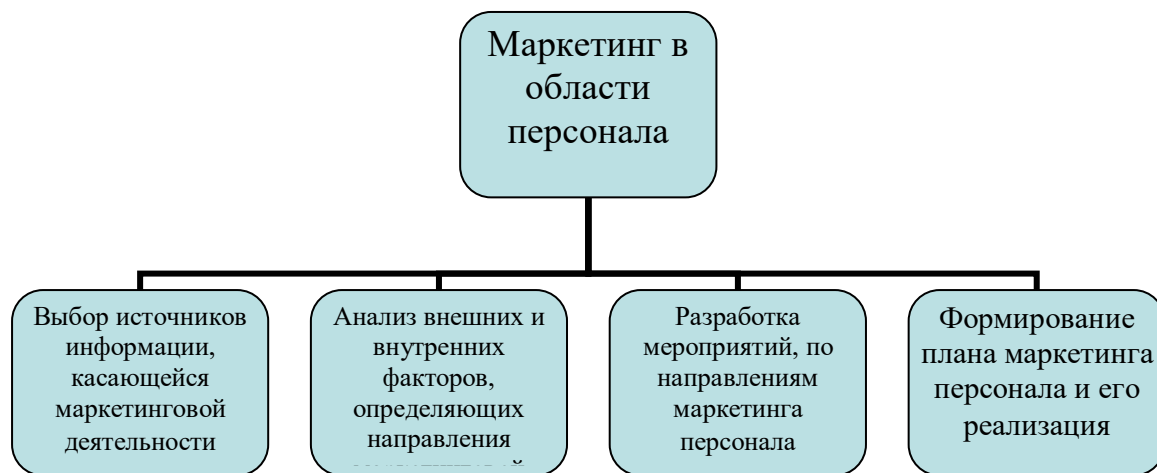 Маркетинг в
области
персонала
Выбор источников
информации,
касающейся
маркетинговой
деятельности
Анализ внешних и
внутренних
факторов,
определяющих
направления
Разработка
мероприятий, по
направлениям
маркетинга
персонала
Формирование
плана маркетинга
персонала и его
реализация